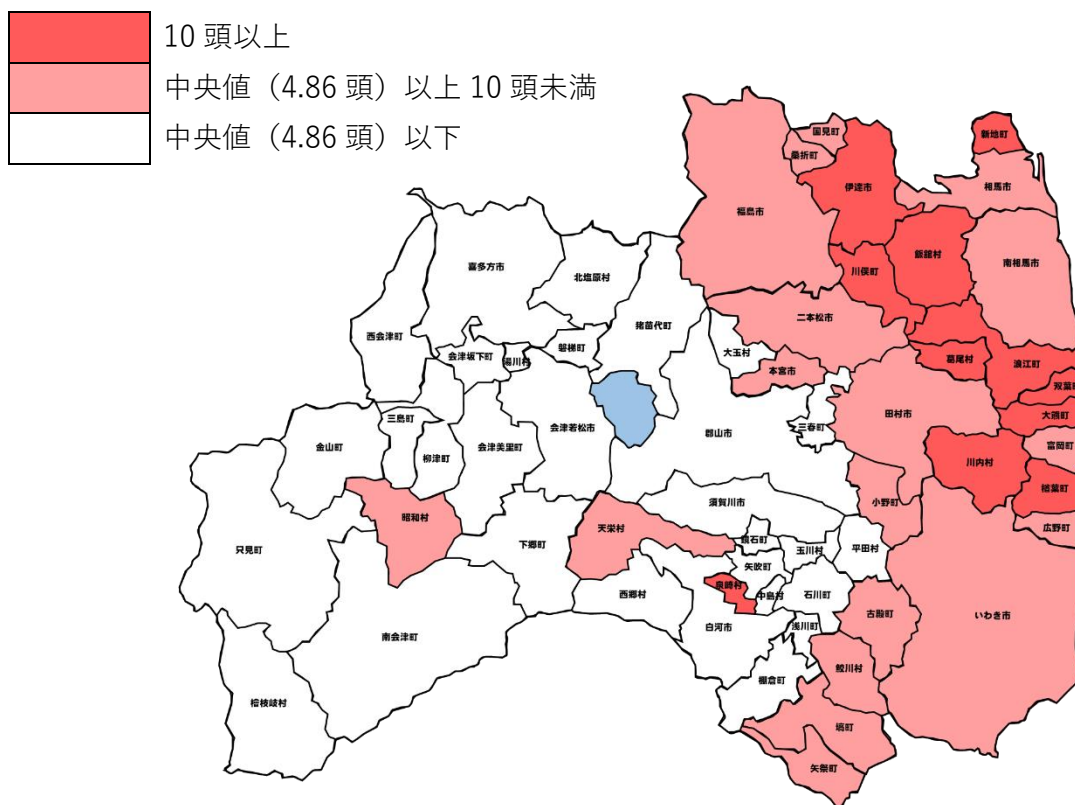 10 頭以上
中央値（4.86 頭）以上 10 頭未満
中央値（4.86 頭）以下
国見町
新地町
桑折町
伊達市
相馬市
福島市
飯舘村
南相馬市
川俣町
喜多方市
北塩原村
二本松市
猪苗代町
西会津町
会津坂下町
湯川村
磐梯町
大玉村
本宮市
葛尾村
浪江町
双葉町
大熊町
田村市
三島町
会津若松市
郡山市
三春町
富岡町
金山町
柳津町
会津美里町
川内村
楢葉町
須賀川市
小野町
昭和村
天栄村
広野町
只見町
下郷町
鏡石町
玉川村
平田村
矢吹町
泉崎村
西郷村
中島村
石川町
古殿町
いわき市
白河市
浅川町
南会津町
鮫川村
棚倉町
檜枝岐村
塙町
矢祭町